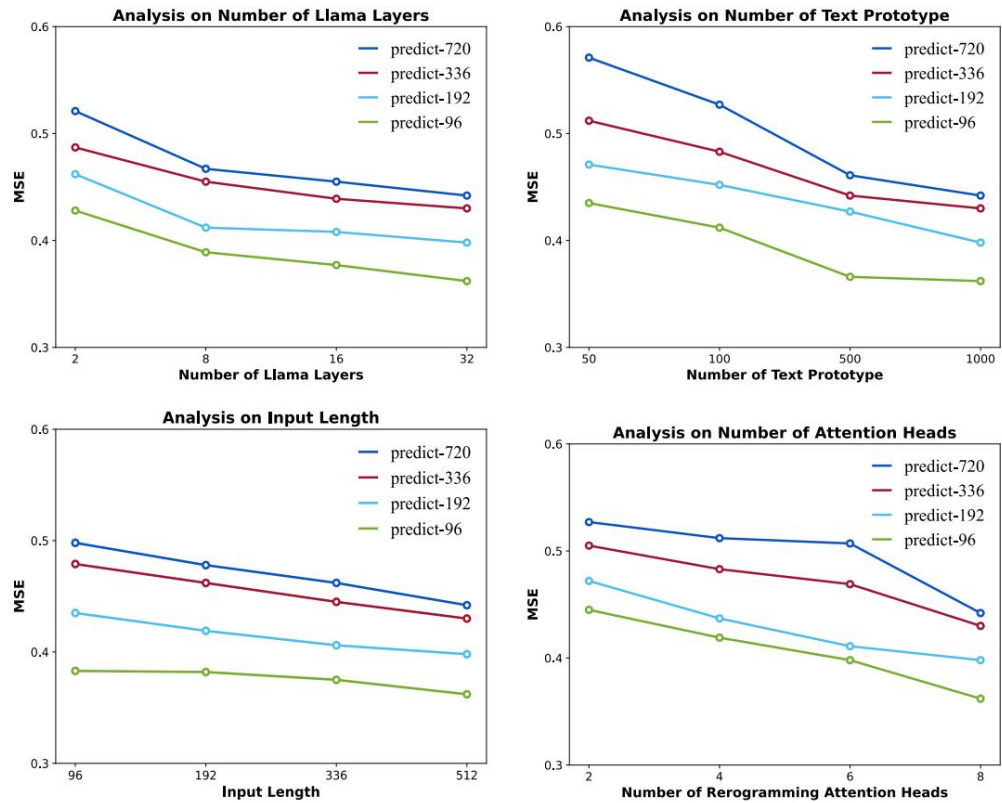 Analysis on Number of Llama Layers
0.6
predict-720
predict-336
predict-192
predict-96
0.5
MSE
0.4
0.3
2 8 16 32
Number of Llama Layers
Analysis on Number of Text Prototype
0.6
predict-720
predict-336
predict-192
predict-96
0.5
MSE
0.4
0.3
50 100 500 1000
Number of Text Prototype
Analysis on Input Length
0.6
predict-720
predict-336
predict-192
predict-96
0.5
MSE
0.4
0.3
96 192 336 512
Input Length
Analysis on Number of Attention Heads
0.6
predict-720
predict-336
predict-192
predict-96
0.5
MSE
0.4
0.3
2 4 6 8
Number of Rerogramming Attention Heads